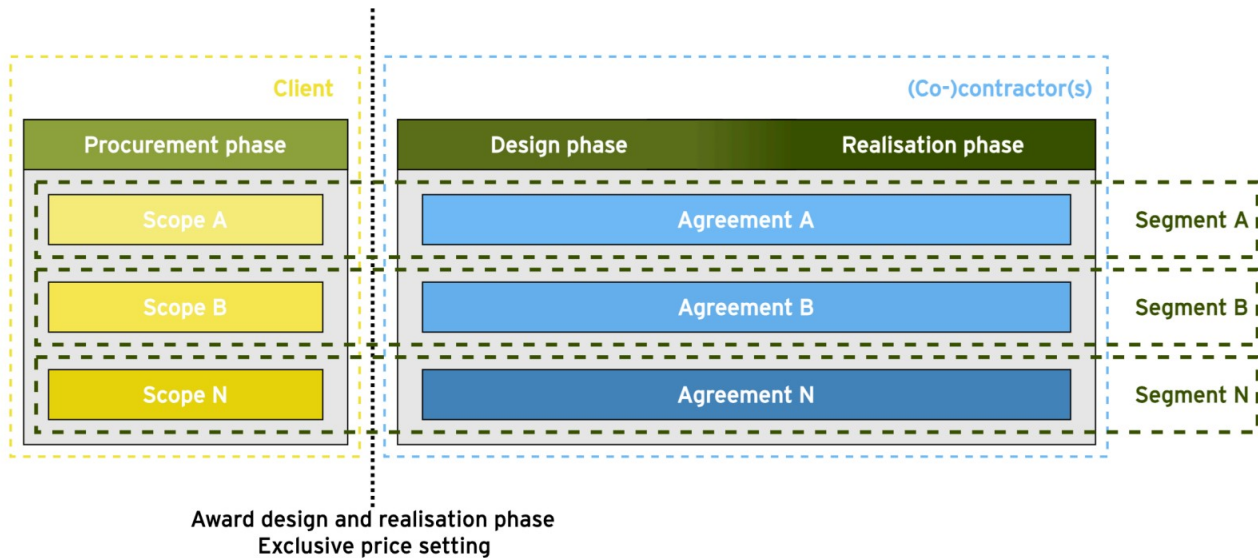 Client
(Co-)contractor(s)
Procurement phase
Design phase
Realisation phase
Scope A
Agreement A
Segment A
Scope B
Agreement B
Segment B
Scope N
Agreement N
Segment N
Award design and realisation phase
Exclusive price setting